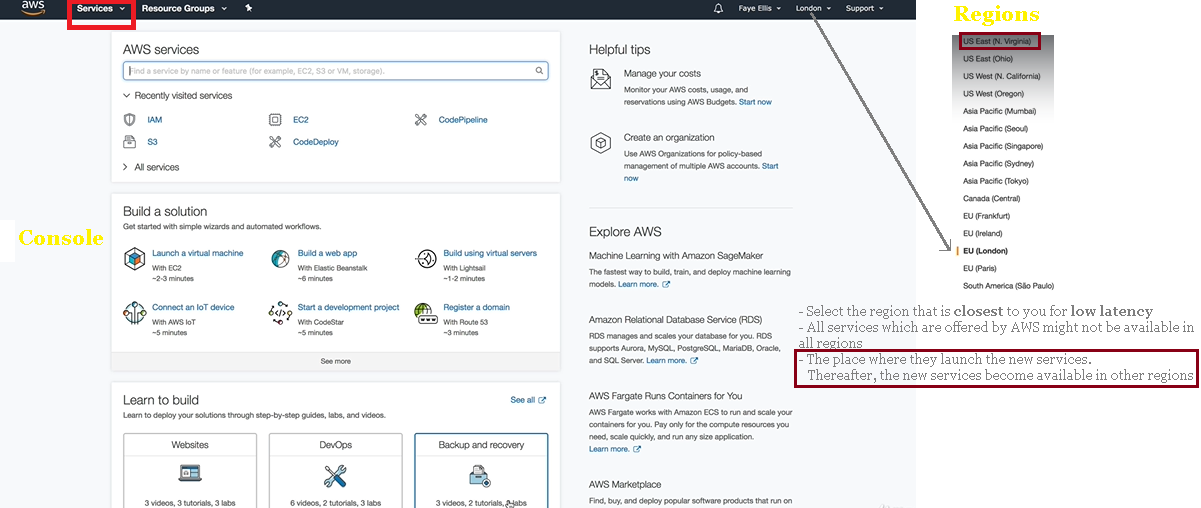 aws
Services
Resource Groups
Faye Ellis
London
Support
Regions
US East (N. Virginia)
US East (Ohio)
US West (N. California)
US West (Oregon)
Asia Pacific (Mumbai)
Asia Pacific (Seoul)
Asia Pacific (Singapore)
Asia Pacific (Sydney)
Asia Pacific (Tokyo)
Canada (Central)
EU (Frankfurt)
EU (Ireland)
EU (London)
EU (Paris)
South America (São Paulo)
Console
AWS services
Find a service by name or feature (for example, EC2, S3 or VM, storage).
Recently visited services
IAM
EC2
CodePipeline
S3
CodeDeploy
All services
Build a solution
Get started with simple wizards and automated workflows.
Launch a virtual machine
With EC2
~2-3 minutes
Build a web app
With Elastic Beanstalk
~6 minutes
Build using virtual servers
With Lightsail
~1-2 minutes
Connect an IoT device
With AWS IoT
~5 minutes
Start a development project
With CodeStar
~5 minutes
Register a domain
With Route 53
~3 minutes
See more
Learn to build
See all
Learn to deploy your solutions through step-by-step guides, labs, and videos.
Websites
3 videos, 3 tutorials, 3 labs
DevOps
6 videos, 2 tutorials, 3 labs
Backup and recovery
3 videos, 2 tutorials, labs
Helpful tips
Manage your costs
Monitor your AWS costs, usage, and
reservations using AWS Budgets. Start now
Create an organization
Use AWS Organizations for policy-based
management of multiple AWS accounts. Start
now
Explore AWS
Machine Learning with Amazon SageMaker
The fastest way to build, train, and deploy machine learning
models. Learn more.
Amazon Relational Database Service (RDS)
RDS manages and scales your database for you. RDS
supports Aurora, MySQL, PostgreSQL, MariaDB, Oracle,
and SQL Server. Learn more.
AWS Fargate Runs Containers for You
AWS Fargate works with Amazon ECS to run and scale your
containers for you. Pay only for the compute resources you
need, scale quickly, and run any size application.
Learn more.
AWS Marketplace
Find, buy, and deploy popular software products that run on
- Select the region that is closest to you for low latency
- All services which are offered by AWS might not be available in
all regions
- The place where they launch the new services.
Thereafter, the new services become available in other regions